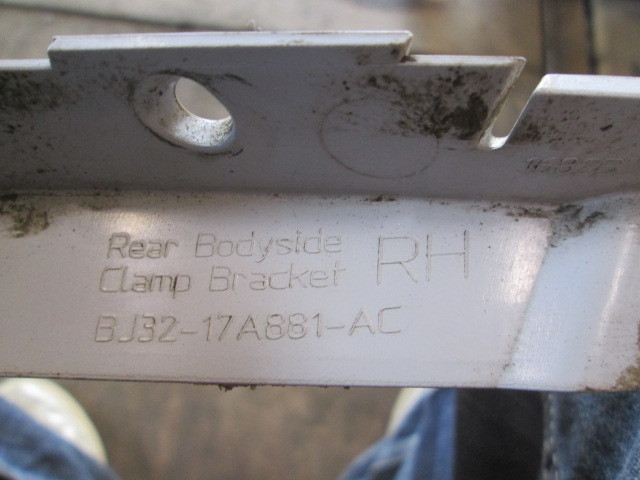 Rear Bodyside
Clamp Bracket RH
BJ32-17A881-AC